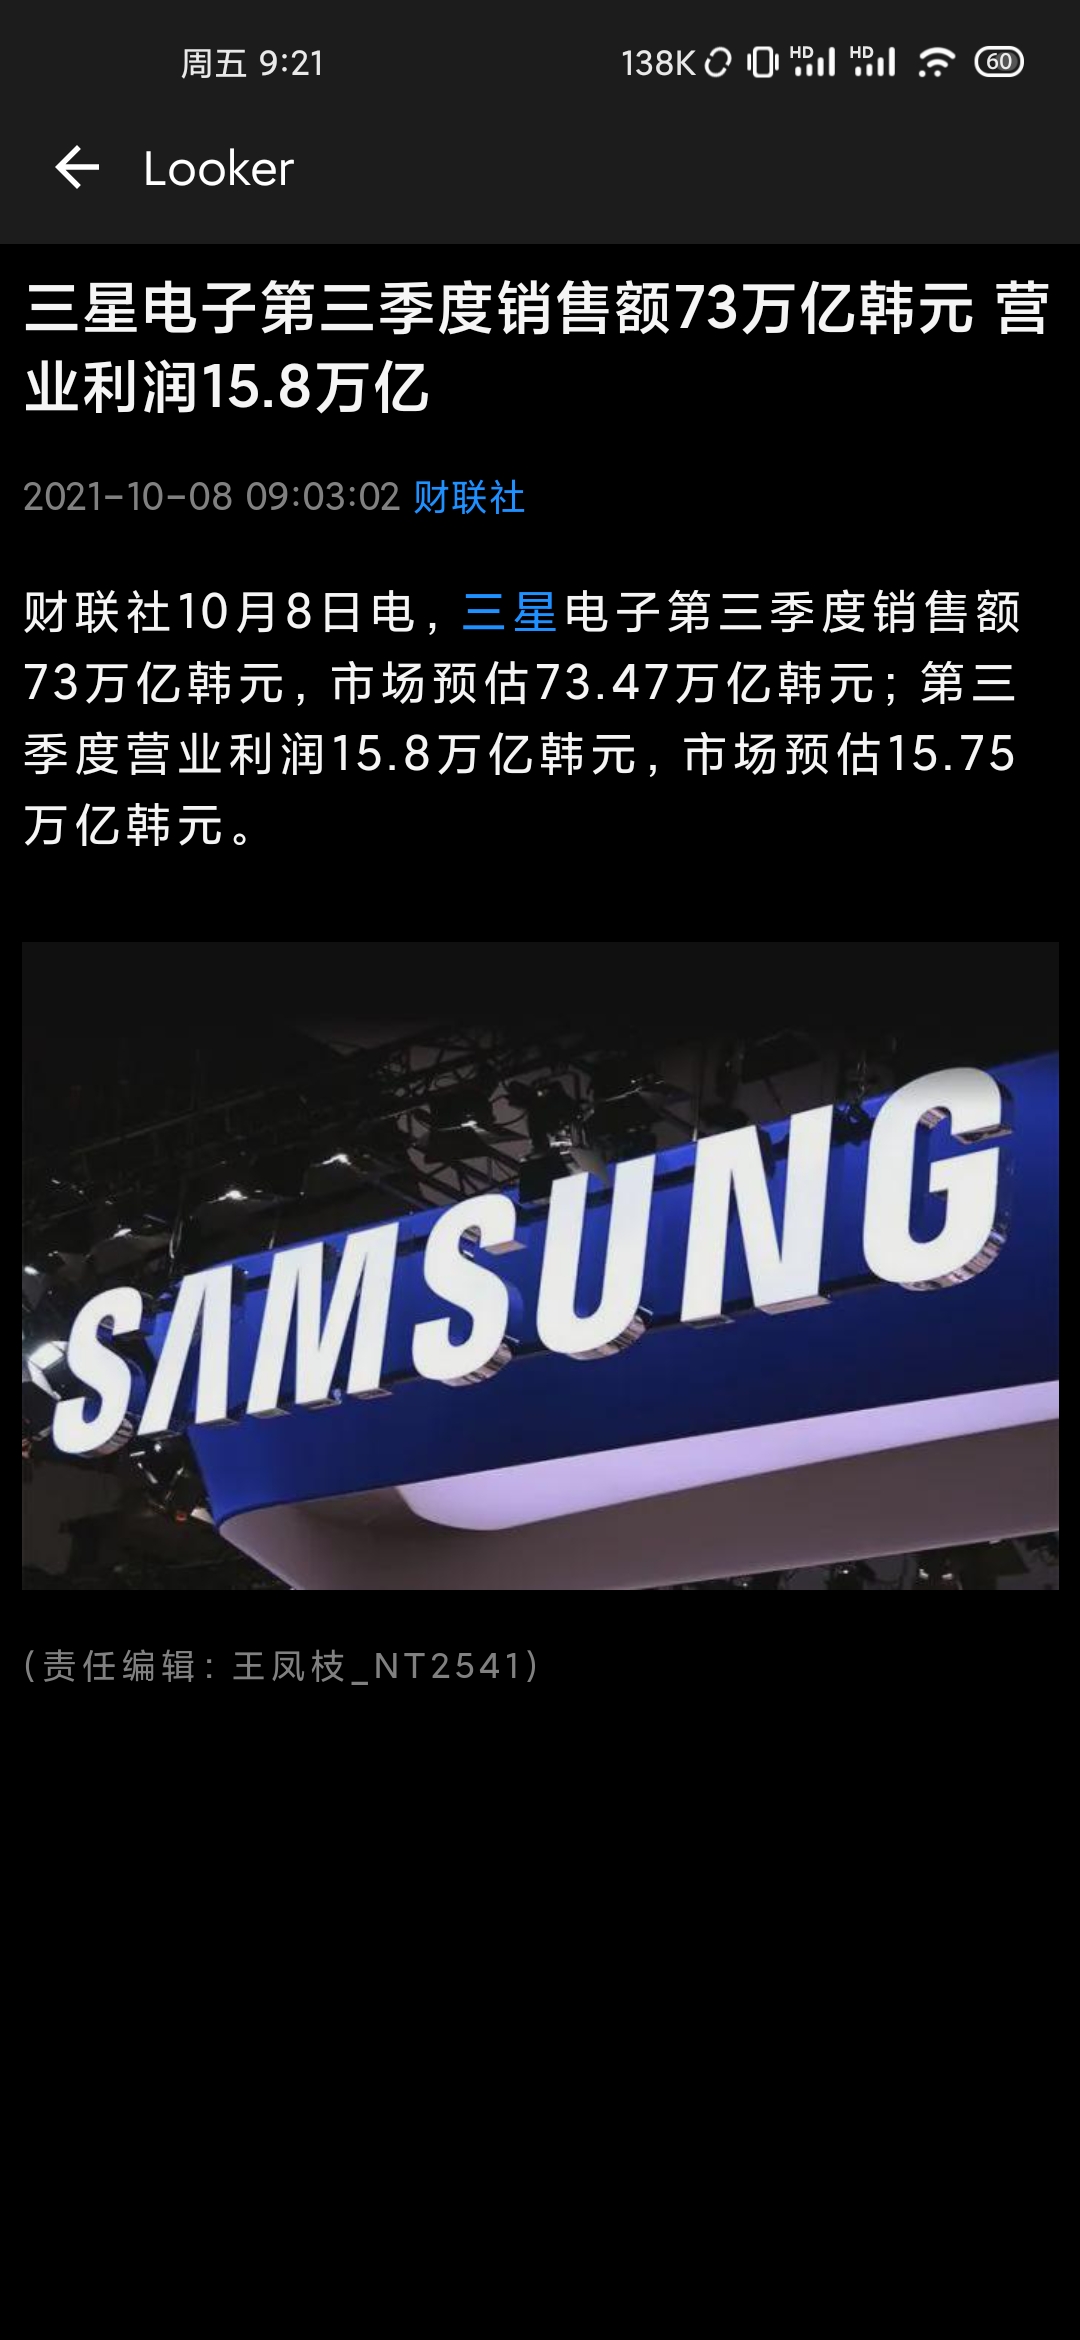 周五 9:21
138K HD HD 60
Looker
三星电子第三季度销售额73万亿韩元 营
业利润15.8万亿
2021-10-08 09:03:02 财联社
财联社10月8日电，三星电子第三季度销售额
73万亿韩元，市场预估73.47万亿韩元；第三
季度营业利润15.8万亿韩元，市场预估15.75
万亿韩元。
SAMSUNG
(责任编辑：王凤枝_NT2541)